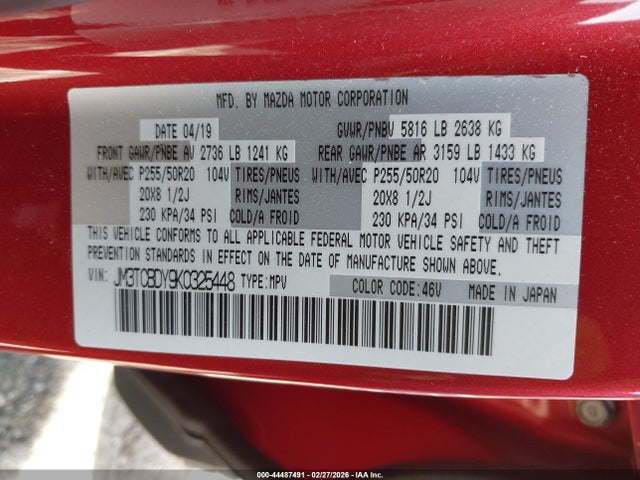 MFD. BY MAZDA MOTOR CORPORATION
DATE 04/19 GVWR/PNBV 5816 LB 2638 KG
FRONT GAWR/PNBE AV 2736 LB 1241 KG REAR GAWR/PNBE AR 3159 LB 1433 KG
WITH/AVEC P255/50R20 104V TIRES/PNEUS WITH/AVEC P255/50R20 104V TIRES/PNEUS
20X8 1/2J RIMS/JANTES 20X8 1/2J RIMS/JANTES
230 KPA/34 PSI COLD/A FROID 230 KPA/34 PSI COLD/A FROID
THIS VEHICLE CONFORMS TO ALL APPLICABLE FEDERAL MOTOR VEHICLE SAFETY AND THEFT
PREVENTION STANDARDS IN EFFECT ON THE DATE OF MANUFACTURE SHOWN ABOVE.
VIN: JM3TCBDY9K0325448 TYPE:MPV COLOR CODE:46V MADE IN JAPAN
000-44487491 - 02/27/2026 - IAA Inc.